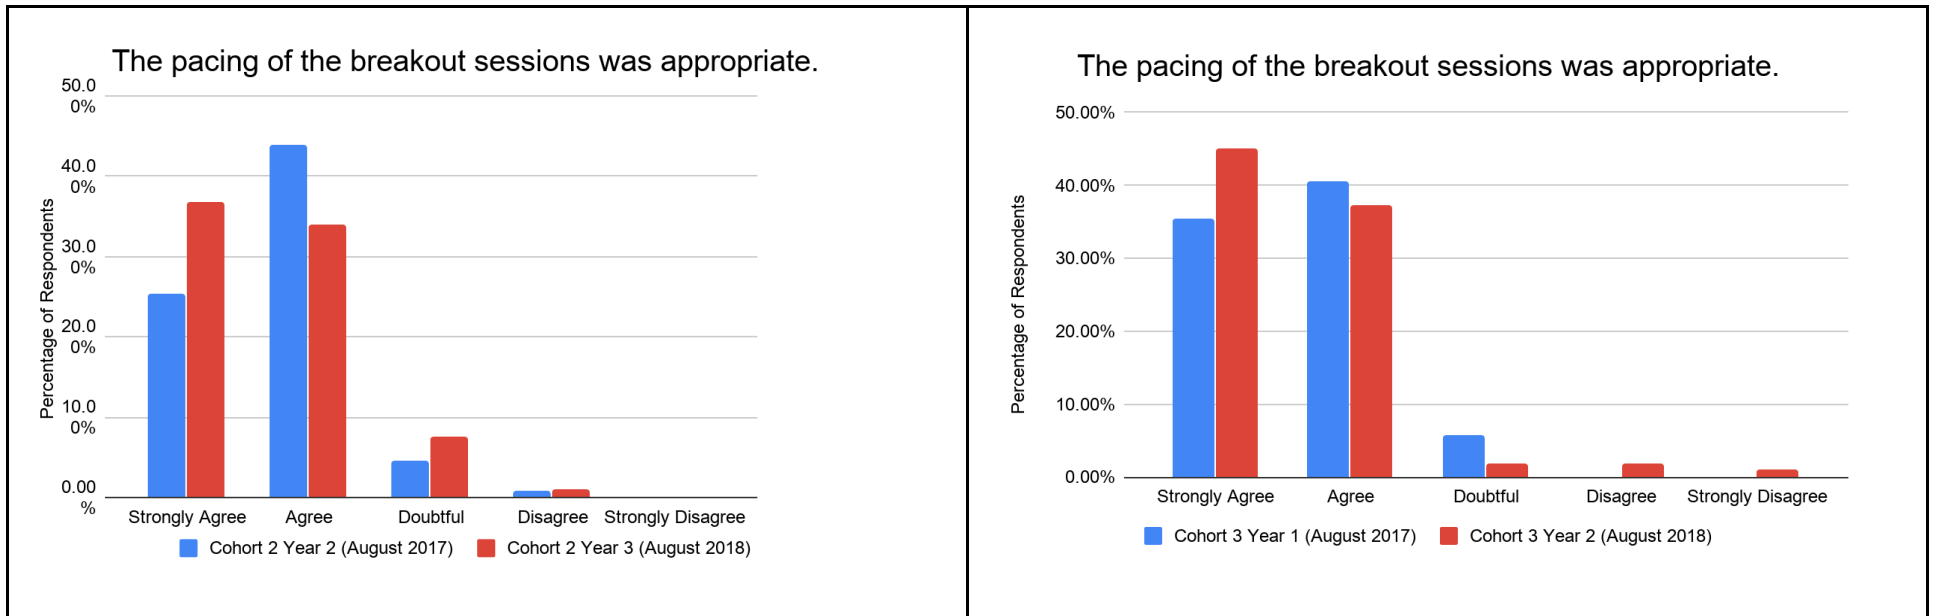 The pacing of the breakout sessions was appropriate.
50.0
0%
40.0
0%
30.0
0%
20.0
0%
10.0
0%
0.00
%
Percentage of Respondents
Strongly Agree
Agree
Doubtful
Disagree
Strongly Disagree
Cohort 2 Year 2 (August 2017)
Cohort 2 Year 3 (August 2018)
The pacing of the breakout sessions was appropriate.
50.00%
40.00%
30.00%
20.00%
10.00%
0.00%
Percentage of Respondents
Strongly Agree
Agree
Doubtful
Disagree
Strongly Disagree
Cohort 3 Year 1 (August 2017)
Cohort 3 Year 2 (August 2018)